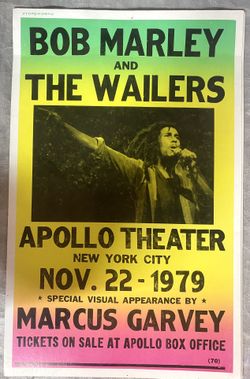 BOB MARLEY
AND
THE WAILERS
APOLLO THEATER
NEW YORK CITY
NOV. 22 - 1979
* SPECIAL VISUAL APPEARANCE BY *
MARCUS GARVEY
TICKETS ON SALE AT APOLLO BOX OFFICE
(70)